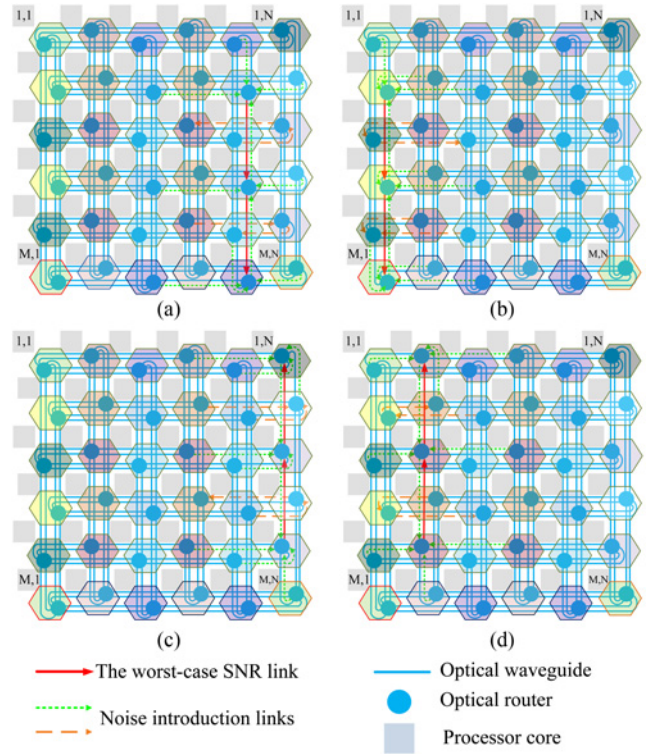 1,1 1,N 1,1 1,N
M,1 M,N M,1 M,N
(a) (b)
1,1 1,N 1,1 1,N
M,1 M,N M,1 M,N
(c) (d)
The worst-case SNR link
Noise introduction links
Optical waveguide
Optical router
Processor core